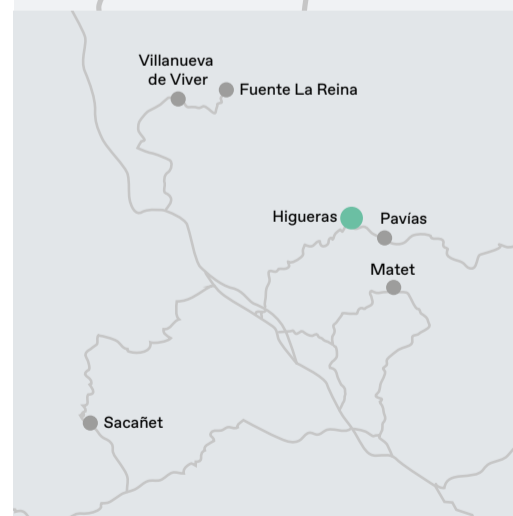 Villanueva
de Viver
Fuente La Reina
Higueras
Pavías
Matet
Sacañet